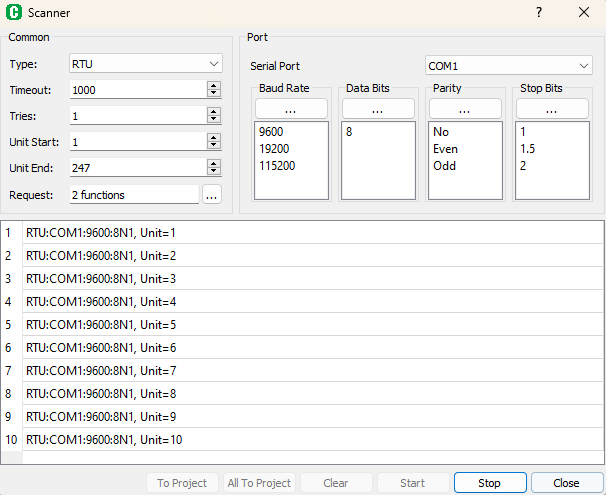 Scanner ? ×
Common
Type: RTU
Timeout: 1000
Tries: 1
Unit Start: 1
Unit End: 247
Request: 2 functions ...
Port
Serial Port COM1
Baud Rate Data Bits Parity Stop Bits
... ... ... ...
9600 8 No 1
19200 Even 1.5
115200 Odd 2
1 RTU:COM1:9600:8N1, Unit=1
2 RTU:COM1:9600:8N1, Unit=2
3 RTU:COM1:9600:8N1, Unit=3
4 RTU:COM1:9600:8N1, Unit=4
5 RTU:COM1:9600:8N1, Unit=5
6 RTU:COM1:9600:8N1, Unit=6
7 RTU:COM1:9600:8N1, Unit=7
8 RTU:COM1:9600:8N1, Unit=8
9 RTU:COM1:9600:8N1, Unit=9
10 RTU:COM1:9600:8N1, Unit=10
To Project All To Project Clear Start Stop Close